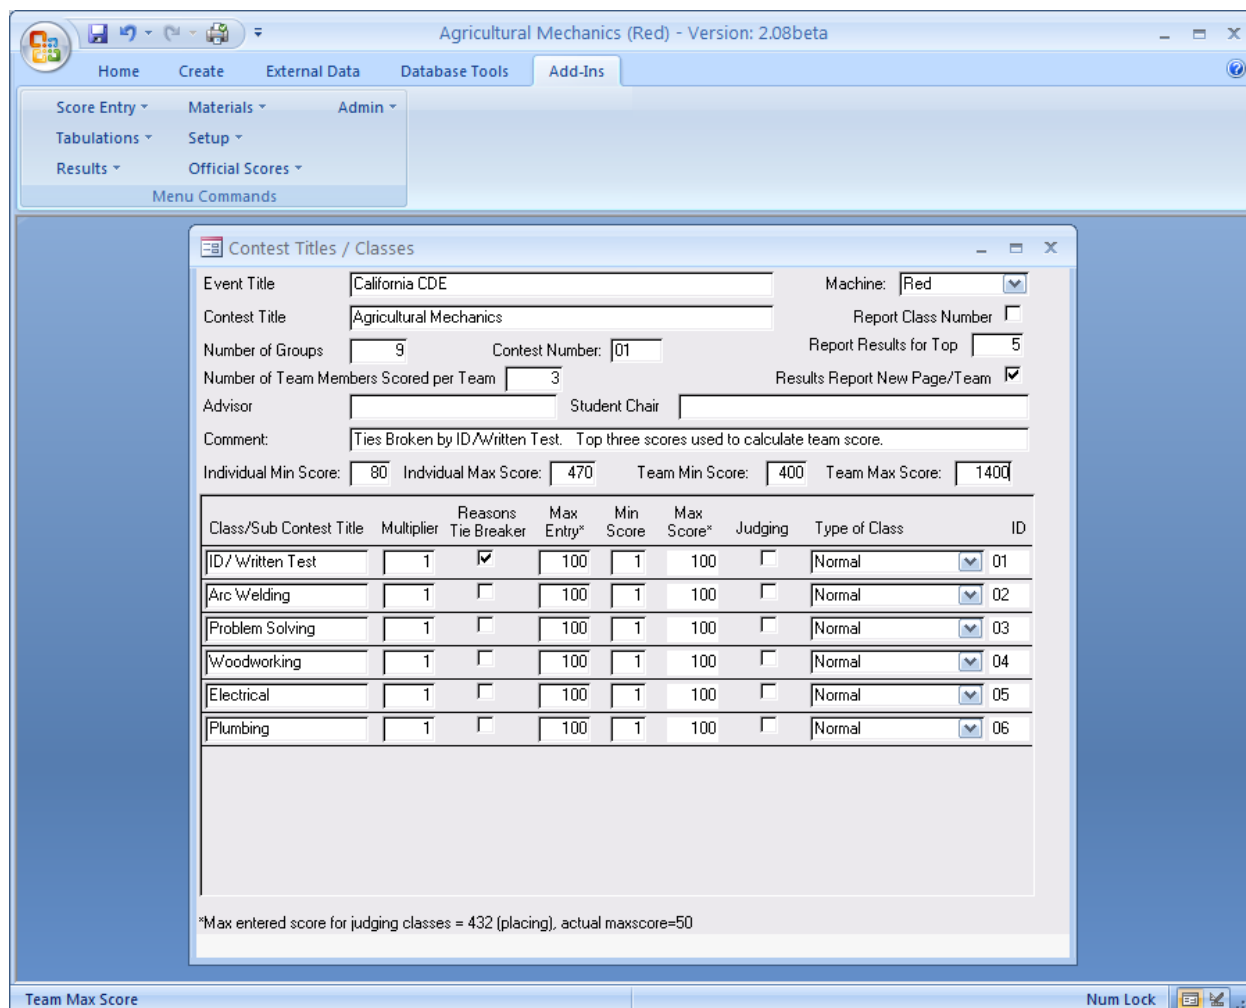 Agricultural Mechanics (Red) - Version: 2.08beta
Home Create External Data Database Tools Add-Ins
Score Entry Materials Admin
Tabulations Setup
Results Official Scores
Menu Commands
Contest Titles / Classes
Event Title California CDE Machine: Red
Contest Title Agricultural Mechanics Report Class Number
Number of Groups 9 Contest Number: 01 Report Results for Top 5
Number of Team Members Scored per Team 3 Results Report New Page/Team
Advisor Student Chair
Comment: Ties Broken by ID/Written Test. Top three scores used to calculate team score.
Individual Min Score: 80 Indvidual Max Score: 470 Team Min Score: 400 Team Max Score: 1400
Class/Sub Contest Title Multiplier Reasons Tie Breaker Max Entry* Min Score Max Score* Judging Type of Class ID
ID/ Written Test 1 100 1 100 Normal 01
Arc Welding 1 100 1 100 Normal 02
Problem Solving 1 100 1 100 Normal 03
Woodworking 1 100 1 100 Normal 04
Electrical 1 100 1 100 Normal 05
Plumbing 1 100 1 100 Normal 06
*Max entered score for judging classes = 432 (placing), actual maxscore=50
Team Max Score Num Lock